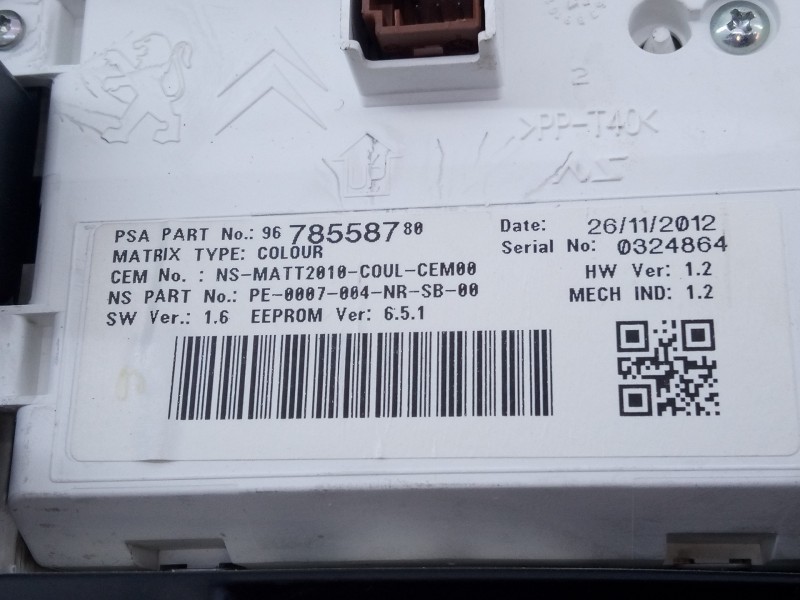 2
>PP-T40<
UP
NS
PSA PART No.: 96 785587 80
Date: 26/11/2012
MATRIX TYPE: COLOUR
Serial No: 0324864
CEM No. : NS-MATT2010-COUL-CEM00
HW Ver: 1.2
NS PART No.: PE-0007-004-NR-SB-00
MECH IND: 1.2
SW Ver.: 1.6 EEPROM Ver: 6.5.1